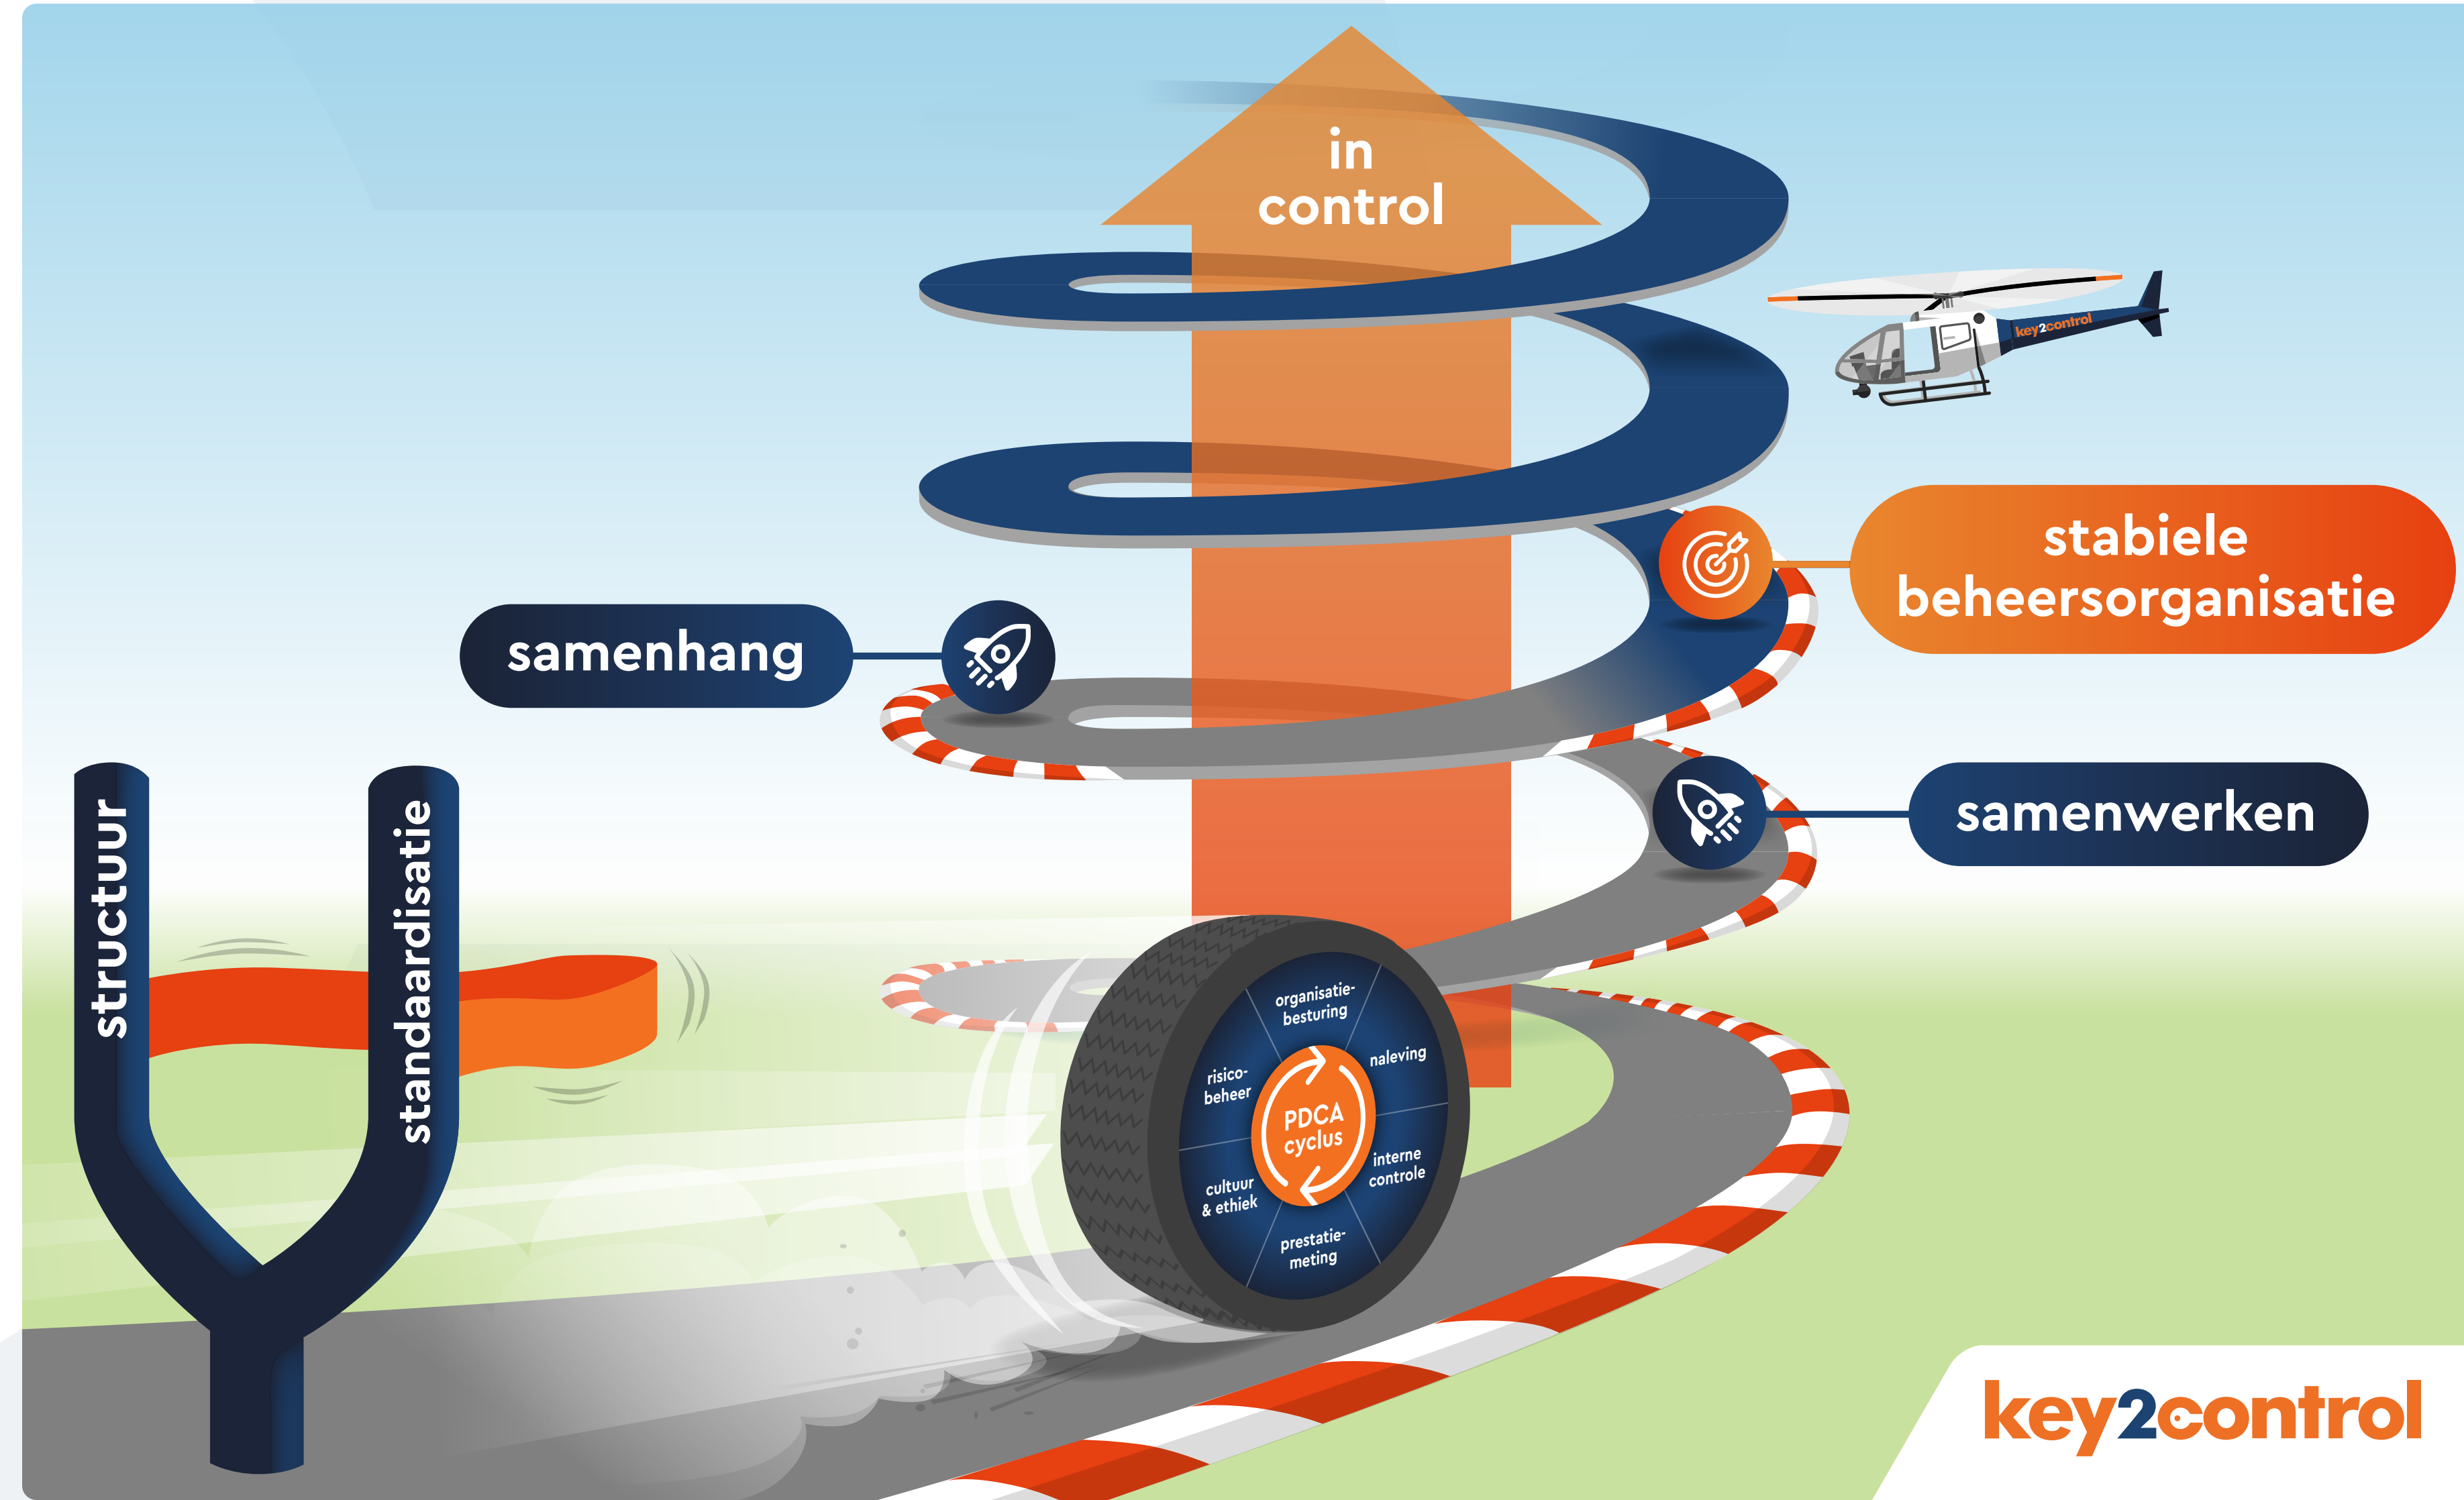 in
control
key2control
stabiele
beheersorganisatie
samenhang
samenwerken
structuur
standaardisatie
organisatie-
besturing
naleving
risico-
beheer
PDCA
cyclus
interne
controle
cultuur
& ethiek
prestatie-
meting
key2control